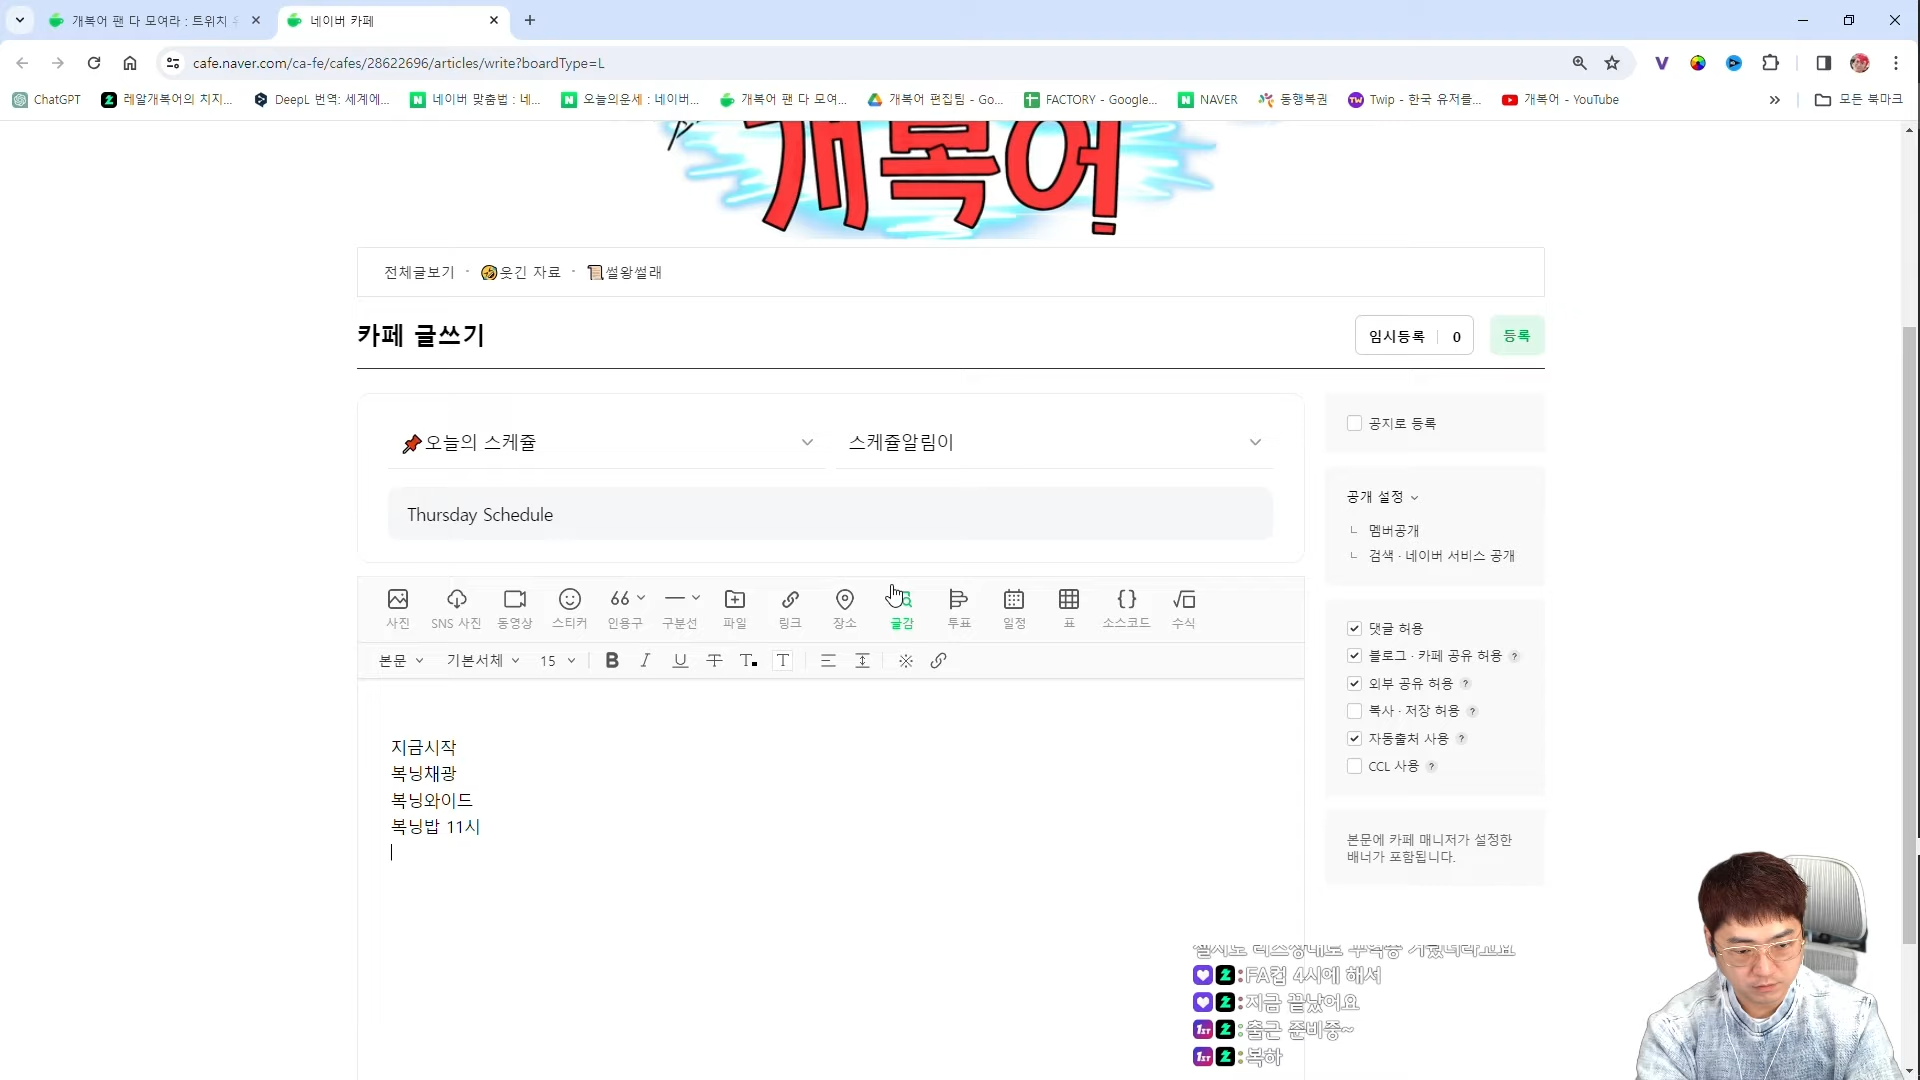 개복어 팬 다 모여라 : 트위치
네이버 카페
cafe.naver.com/ca-fe/cafes/28622696/articles/write?boardType=L
ChatGPT
레알개복어의 치지...
DeepL 번역: 세계에...
네이버 맞춤법 : 네...
오늘의운세 : 네이버...
개복어 팬 다 모여...
개복어 편집팀 - Go...
FACTORY - Google...
NAVER
동행복권
Twip - 한국 유저를...
개복어 - YouTube
모든 북마크
개복어
전체글보기 · 웃긴 자료 · 썰왕썰래
카페 글쓰기
임시등록 0
등록
오늘의 스케쥴
스케쥴알림이
Thursday Schedule
사진 SNS 사진 동영상 스티커 인용구 구분선 파일 링크 장소 글감 투표 일정 표 소스코드 수식
본문 기본서체 15
지금시작
복닝채광
복닝와이드
복닝밥 11시
공지로 등록
공개 설정
멤버공개
검색 · 네이버 서비스 공개
댓글 허용
블로그 · 카페 공유 허용 ?
외부 공유 허용 ?
복사 · 저장 허용 ?
자동출처 사용 ?
CCL 사용 ?
본문에 카페 매니저가 설정한
배너가 포함됩니다.
:FA컵 4시에 해서
:지금 끝났어요
:출근 준비중~
:복하